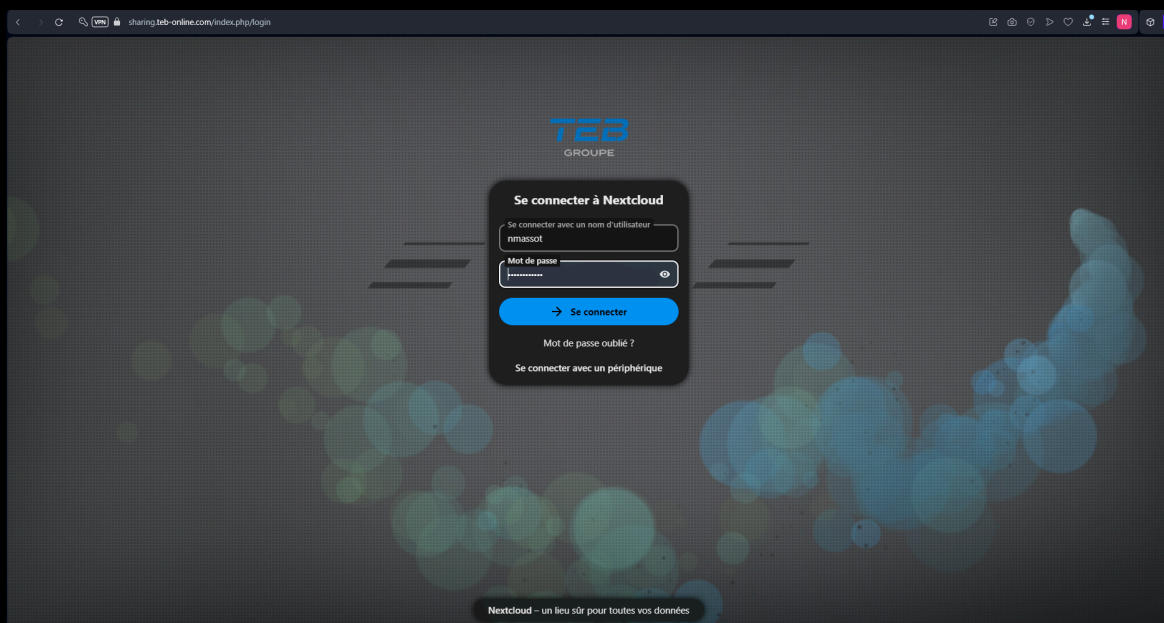 VPN sharing.teb-online.com/index.php/login
N
TEB
GROUPE
Se connecter à Nextcloud
Se connecter avec un nom d'utilisateur
nmassot
Mot de passe
••••••••••••
Se connecter
Mot de passe oublié ?
Se connecter avec un périphérique
Nextcloud – un lieu sûr pour toutes vos données